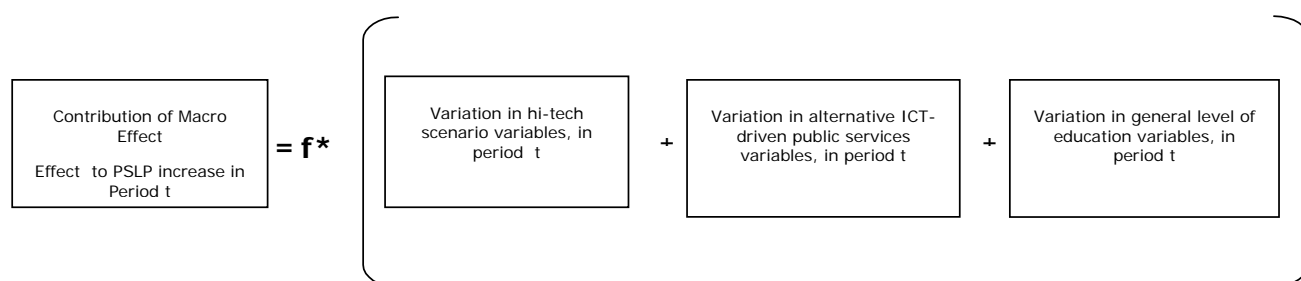 Contribution of Macro
Effect
Effect to PSLP increase in
Period t
= f*
Variation in hi-tech
scenario variables, in
period t
+
Variation in alternative ICT-
driven public services
variables, in period t
+
Variation in general level of
education variables, in
period t